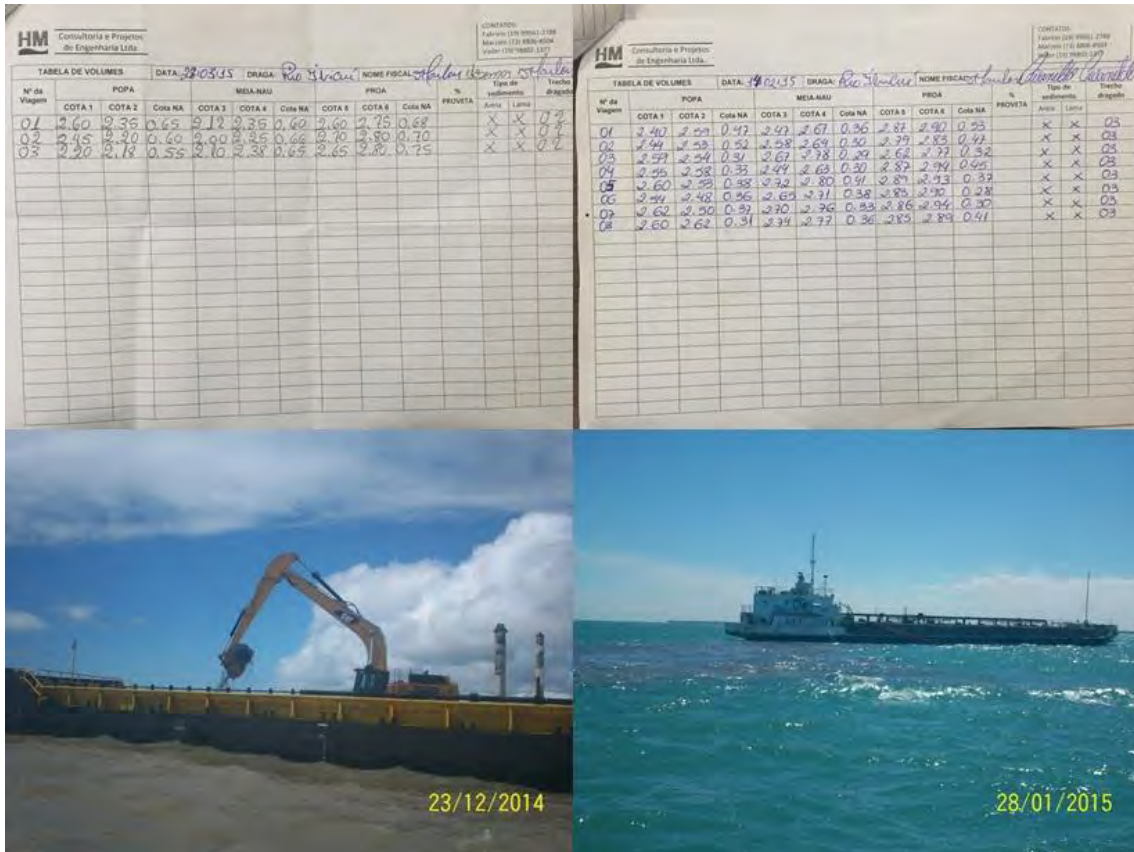 HM Consultoria e Projetos
de Engenharia Ltda.
CONTATOS:
TABELA DE VOLUMES DATA: 28.03.15 DRAGA: Rio NOME FISCAL:
Nº da Viagem POPA MEIA-NAU PROA % PROVETA Tipo de sedimento Trecho dragado
COTA 1 COTA 2 Cota NA COTA 3 COTA 4 Cota NA COTA 5 COTA 6 Cota NA Areia Lama
01 2.60 2.35 0.65 2.12 2.35 0.60 2.60 2.75 0.68 X X 02
02 2.45 2.20 0.60 2.00 2.25 0.66 2.70 2.80 0.70 X X 02
03 2.20 2.18 0.55 2.10 2.38 0.65 2.65 2.80 0.75 X X 02
HM Consultoria e Projetos
de Engenharia Ltda.
CONTATOS:
TABELA DE VOLUMES DATA: 02.15 DRAGA: Rio NOME FISCAL:
Nº da Viagem POPA MEIA-NAU PROA % PROVETA Tipo de sedimento Trecho dragado
COTA 1 COTA 2 Cota NA COTA 3 COTA 4 Cota NA COTA 5 COTA 6 Cota NA Areia Lama
01 2.40 2.59 0.47 2.47 2.67 0.36 2.87 2.90 0.53 X X 03
02 2.44 2.53 0.52 2.58 2.69 0.30 2.79 2.83 0.47 X X 03
03 2.59 2.54 0.31 2.67 2.78 0.29 2.62 2.77 0.32 X X 03
04 2.55 2.58 0.33 2.44 2.63 0.30 2.87 2.94 0.45 X X 03
05 2.60 2.53 0.38 2.72 2.80 0.41 2.89 2.93 0.37 X X 03
06 2.54 2.48 0.36 2.65 2.71 0.38 2.83 2.90 0.28 X X 03
07 2.62 2.50 0.37 2.70 2.76 0.33 2.86 2.94 0.30 X X 03
08 2.60 2.62 0.31 2.74 2.77 0.36 2.85 2.89 0.41 X X 03
23/12/2014
28/01/2015